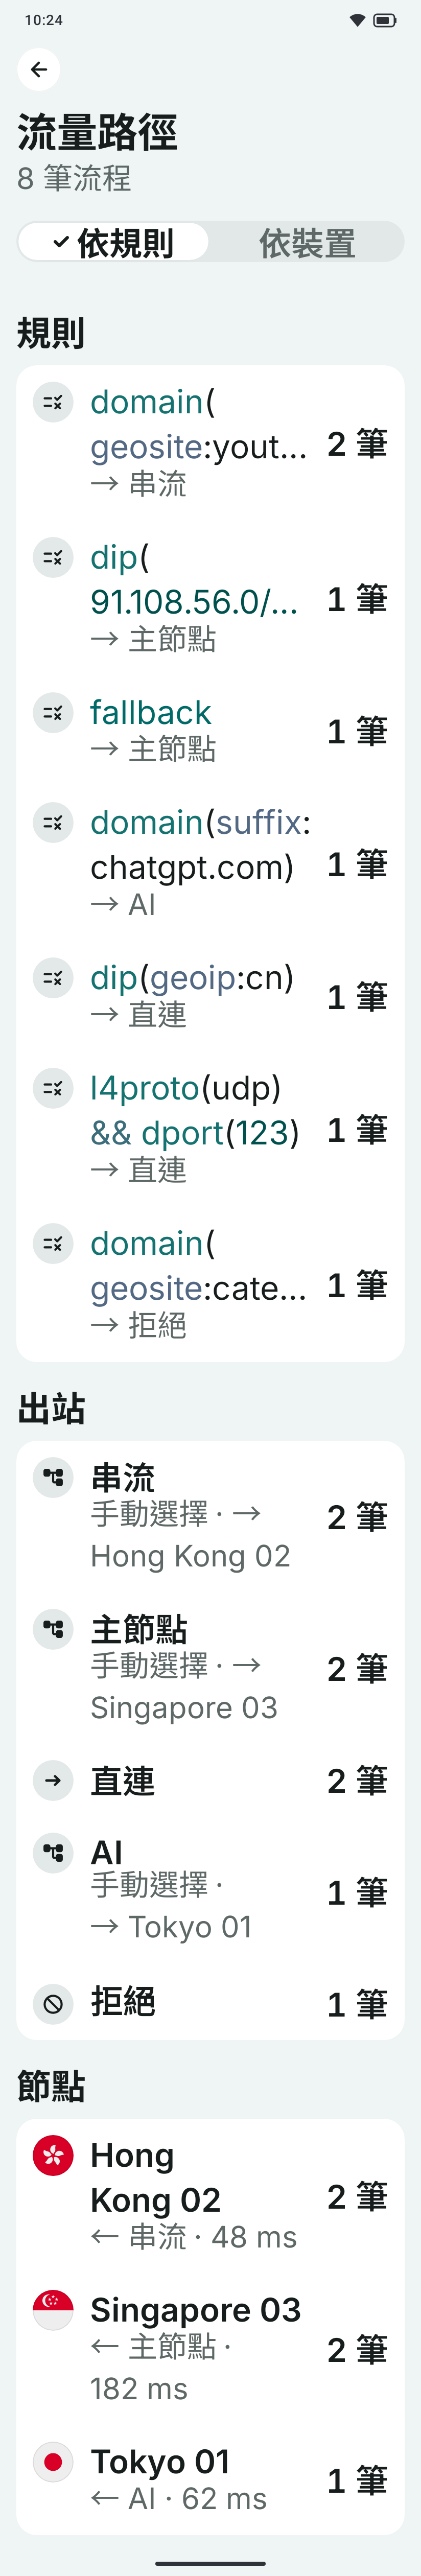 10:24
流量路徑
8 筆流程
依規則
依裝置
規則
domain(
geosite:yout...
→ 串流
2 筆
dip(
91.108.56.0/...
→ 主節點
1 筆
fallback
→ 主節點
1 筆
domain(suffix:
chatgpt.com)
→ AI
1 筆
dip(geoip:cn)
→ 直連
1 筆
l4proto(udp)
&& dport(123)
→ 直連
1 筆
domain(
geosite:cate...
→ 拒絕
1 筆
出站
串流
手動選擇 · →
Hong Kong 02
2 筆
主節點
手動選擇 · →
Singapore 03
2 筆
直連
2 筆
AI
手動選擇 ·
→ Tokyo 01
1 筆
拒絕
1 筆
節點
Hong
Kong 02
← 串流 · 48 ms
2 筆
Singapore 03
← 主節點 ·
182 ms
2 筆
Tokyo 01
← AI · 62 ms
1 筆